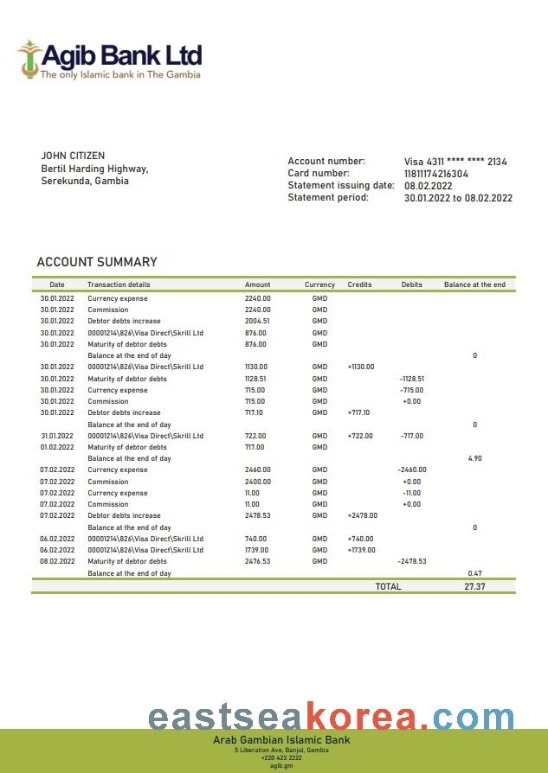 Agib Bank Ltd
The only Islamic bank in The Gambia
JOHN CITIZEN
Bertil Harding Highway,
Serekunda, Gambia
Account number: Visa 4311 **** **** 2134
Card number: 11811174216304
Statement issuing date: 08.02.2022
Statement period: 30.01.2022 to 08.02.2022
ACCOUNT SUMMARY
Date Transaction details Amount Currency Credits Debits Balance at the end
30.01.2022 Currency expense 2240.00 GMD
30.01.2022 Commission 2240.00 GMD
30.01.2022 Debtor debts increase 2004.51 GMD
30.01.2022 00001214\826\Visa Direct\Skrill Ltd 876.00 GMD
30.01.2022 Maturity of debtor debts 876.00 GMD
Balance at the end of day 0
30.01.2022 00001214\826\Visa Direct\Skrill Ltd 1130.00 GMD +1130.00
30.01.2022 Maturity of debtor debts 1128.51 GMD -1128.51
30.01.2022 Currency expense 715.00 GMD -715.00
30.01.2022 Commission 715.00 GMD +0.00
30.01.2022 Debtor debts increase 717.10 GMD +717.10
Balance at the end of day 0
31.01.2022 00001214\826\Visa Direct\Skrill Ltd 722.00 GMD +722.00 -717.00
01.02.2022 Maturity of debtor debts 717.00 GMD
Balance at the end of day 4.90
07.02.2022 Currency expense 2460.00 GMD -2460.00
07.02.2022 Commission 2400.00 GMD +0.00
07.02.2022 Currency expense 11.00 GMD -11.00
07.02.2022 Commission 11.00 GMD +0.00
07.02.2022 Debtor debts increase 2478.53 GMD +2478.00
Balance at the end of day 0
06.02.2022 00001214\826\Visa Direct\Skrill Ltd 740.00 GMD +740.00
06.02.2022 00001214\826\Visa Direct\Skrill Ltd 1739.00 GMD +1739.00
08.02.2022 Maturity of debtor debts 2476.53 GMD -2478.53
Balance at the end of day 0.47
TOTAL 27.37
eastseakorea.com
Arab Gambian Islamic Bank
5 Liberation Ave, Banjul, Gambia
+220 422 2222
agib.gm